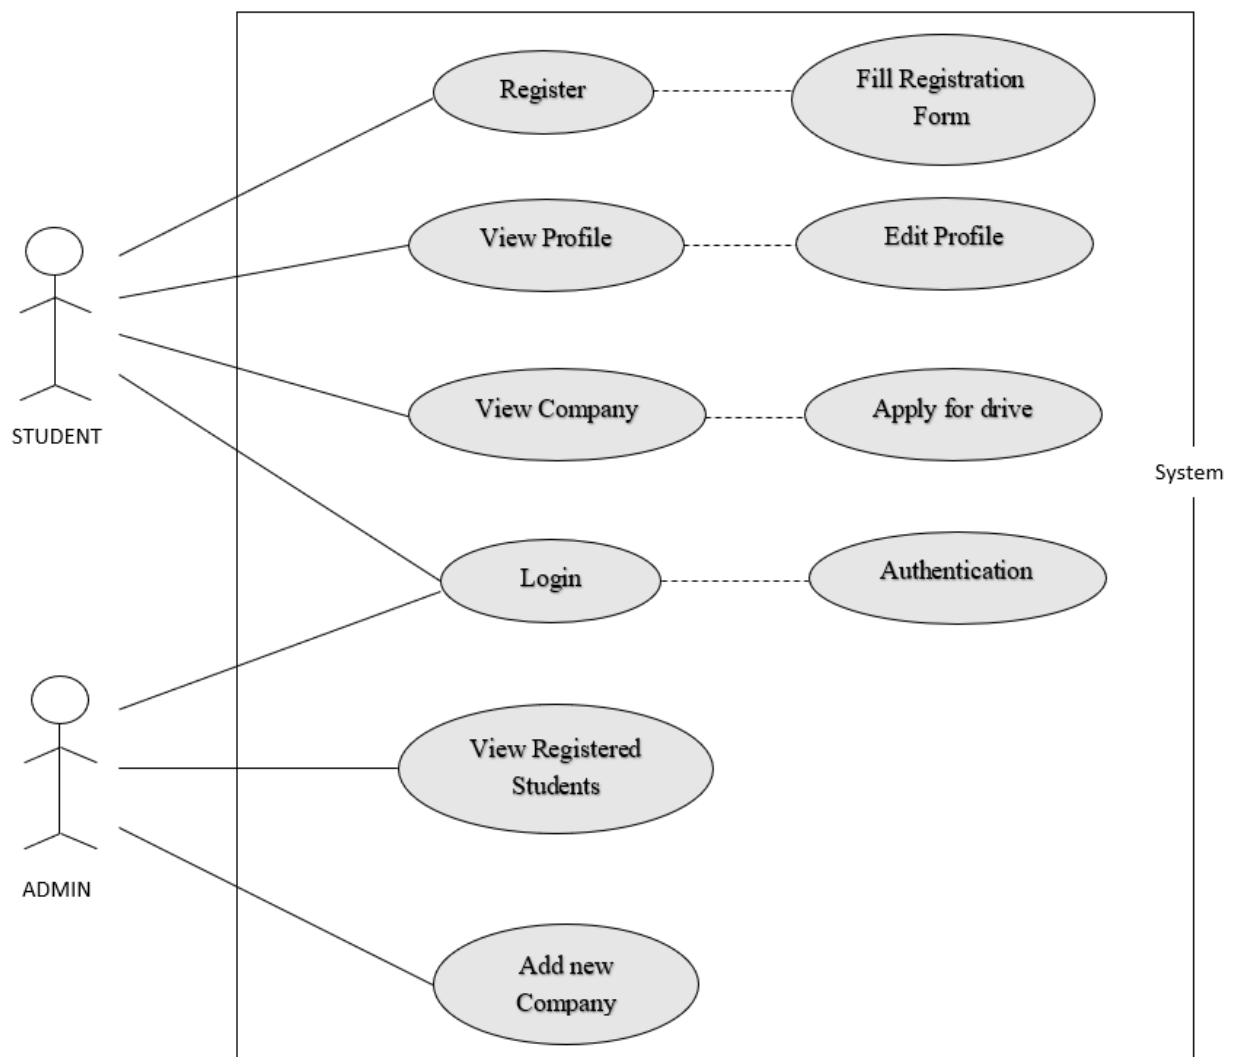 Register
Fill Registration
Form
View Profile
Edit Profile
STUDENT
View Company
Apply for drive
System
Login
Authentication
View Registered
Students
ADMIN
Add new
Company